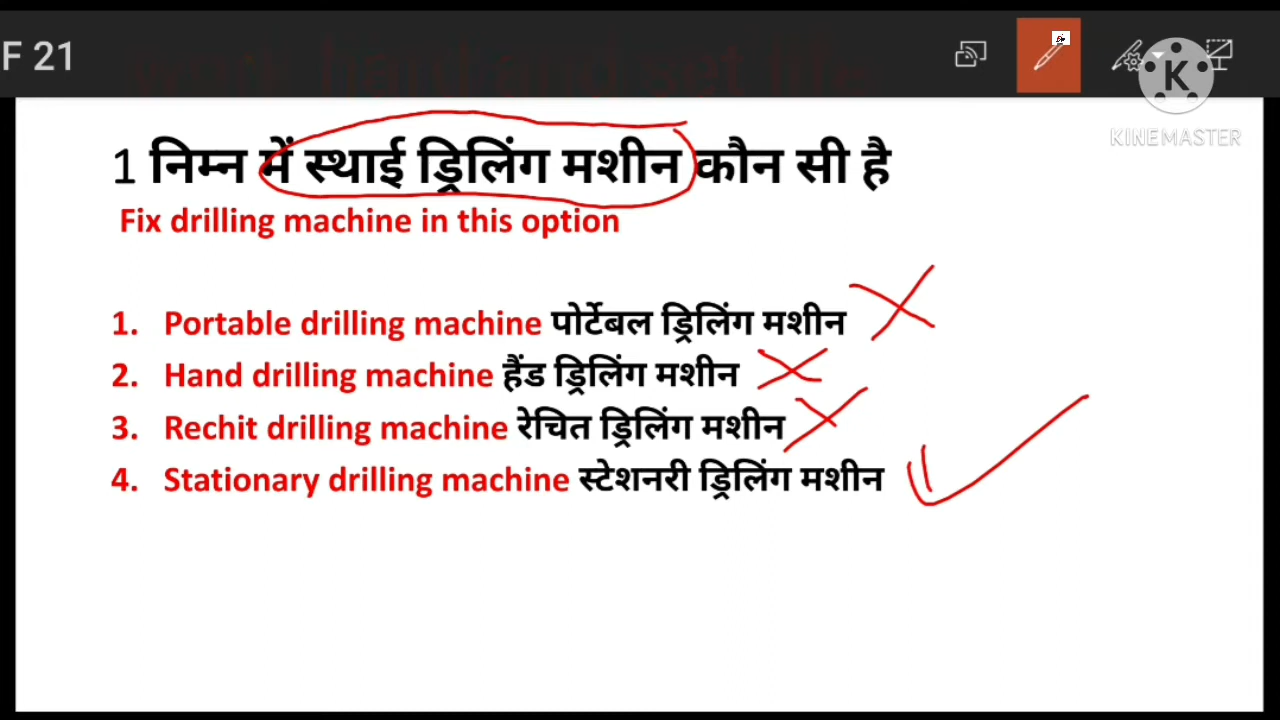 F 21
KINEMASTER
1 निम्न में स्थाई ड्रिलिंग मशीन कौन सी है
Fix drilling machine in this option
1. Portable drilling machine पोर्टेबल ड्रिलिंग मशीन
2. Hand drilling machine हैंड ड्रिलिंग मशीन
3. Rechit drilling machine रेचित ड्रिलिंग मशीन
4. Stationary drilling machine स्टेशनरी ड्रिलिंग मशीन